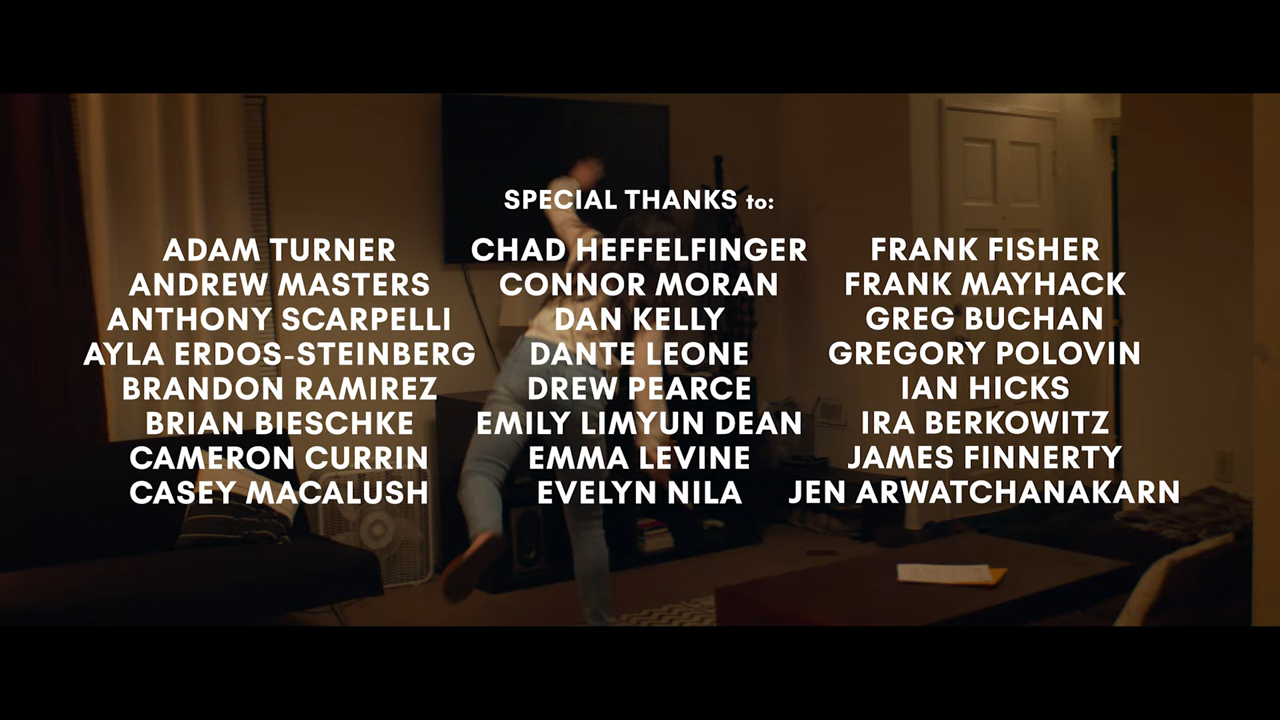 SPECIAL THANKS to:
ADAM TURNER
ANDREW MASTERS
ANTHONY SCARPELLI
AYLA ERDOS-STEINBERG
BRANDON RAMIREZ
BRIAN BIESCHKE
CAMERON CURRIN
CASEY MACALUSH
CHAD HEFFELFINGER
CONNOR MORAN
DAN KELLY
DANTE LEONE
DREW PEARCE
EMILY LIMYUN DEAN
EMMA LEVINE
EVELYN NILA
FRANK FISHER
FRANK MAYHACK
GREG BUCHAN
GREGORY POLOVIN
IAN HICKS
IRA BERKOWITZ
JAMES FINNERTY
JEN ARWATCHANAKARN